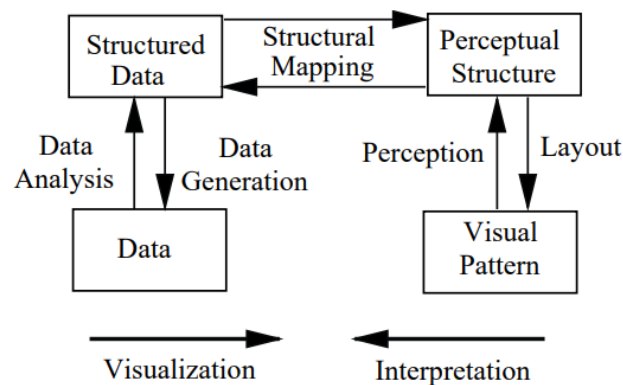 Structured
Data
Structural
Mapping
Perceptual
Structure
Data
Analysis
Data
Generation
Perception
Layout
Data
Visual
Pattern
Visualization
Interpretation